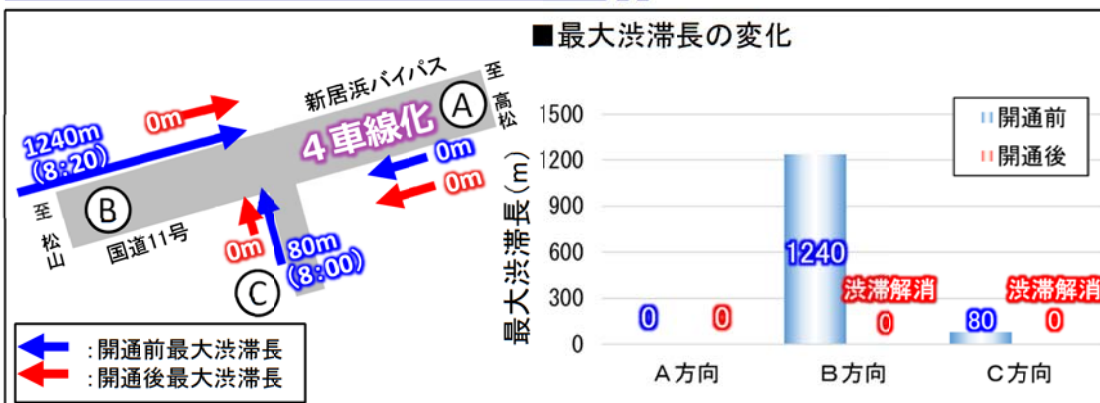 ■最大渋滞長の変化
新居浜バイパス
至高松
A
4車線化
0m
1240m
(8:20)
0m
0m
B
至松山
国道11号
0m
80m
(8:00)
C
:開通前最大渋滞長
:開通後最大渋滞長
最大渋滞長(m)
1500
1200
900
600
300
0
開通前
開通後
0
0
1240
渋滞解消
0
80
渋滞解消
0
A方向
B方向
C方向